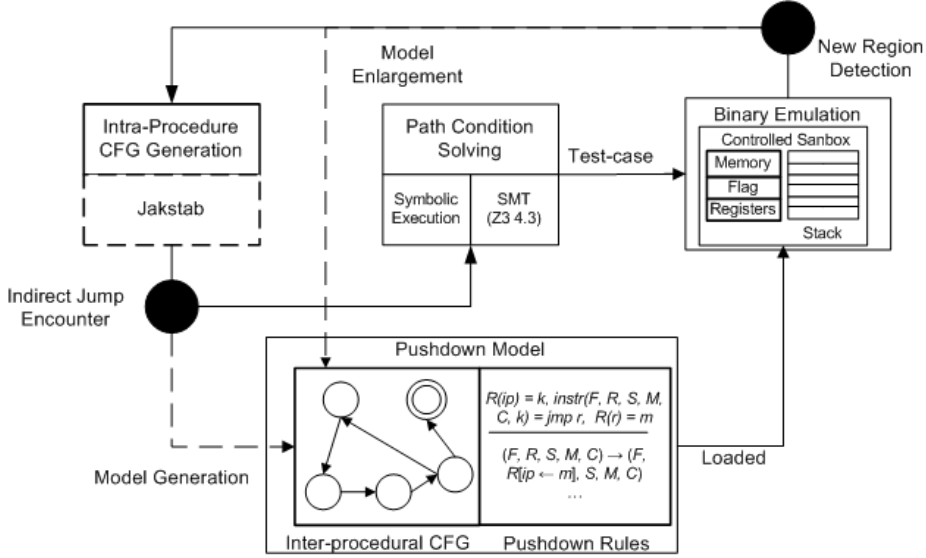 Model
Enlargement
New Region
Detection
Intra-Procedure
CFG Generation
Jakstab
Path Condition
Solving
Symbolic
Execution
SMT
(Z3 4.3)
Test-case
Binary Emulation
Controlled Sanbox
Memory
Flag
Registers
Stack
Indirect Jump
Encounter
Pushdown Model
R(ip) = k, instr(F, R, S, M,
C, k) = jmp r, R(r) = m
(F, R, S, M, C) → (F,
R[ip ← m], S, M, C)
...
Loaded
Model Generation
Inter-procedural CFG
Pushdown Rules